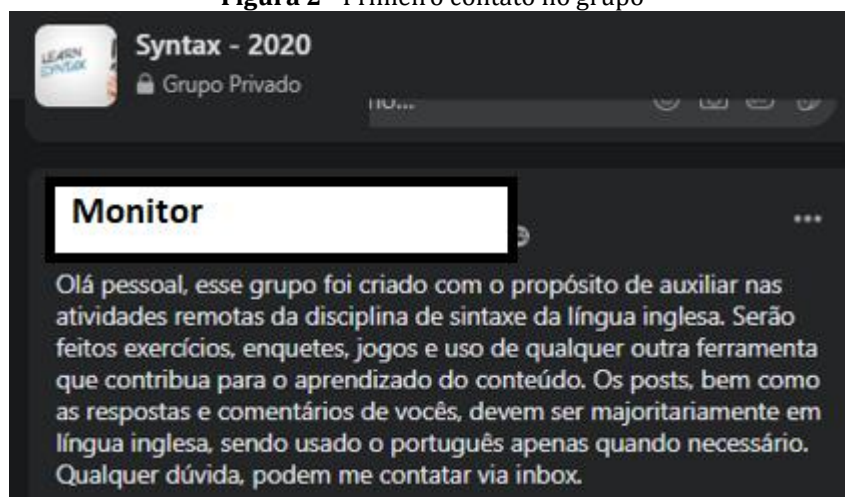 Figura 2 - Primeiro contato no grupo
LEARN
SYNTAX
Syntax - 2020
Grupo Privado
Monitor
Olá pessoal, esse grupo foi criado com o propósito de auxiliar nas
atividades remotas da disciplina de sintaxe da língua inglesa. Serão
feitos exercícios, enquetes, jogos e uso de qualquer outra ferramenta
que contribua para o aprendizado do conteúdo. Os posts, bem como
as respostas e comentários de vocês, devem ser majoritariamente em
língua inglesa, sendo usado o português apenas quando necessário.
Qualquer dúvida, podem me contatar via inbox.